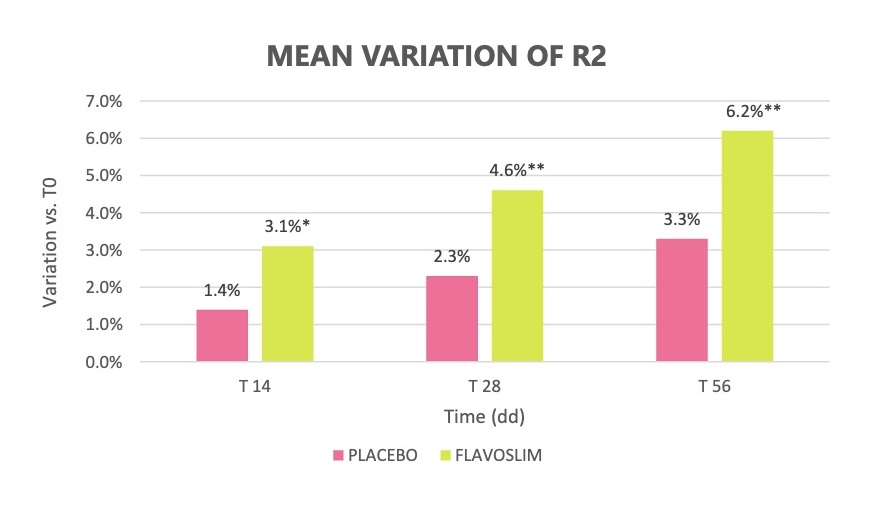 MEAN VARIATION OF R2
7.0%
6.0%
5.0%
4.0%
3.0%
2.0%
1.0%
0.0%
Variation vs. T0
1.4%
3.1%*
2.3%
4.6%**
3.3%
6.2%**
T 14
T 28
T 56
Time (dd)
PLACEBO
FLAVOSLIM